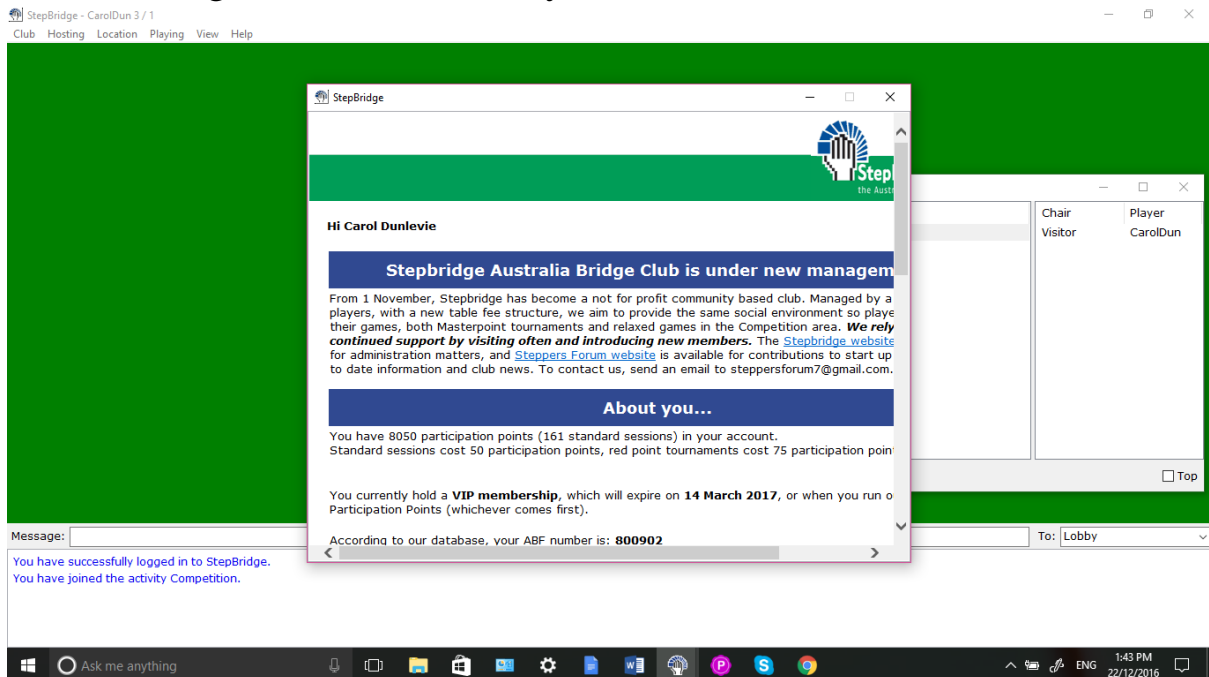 StepBridge - CarolDun 3 / 1
Club Hosting Location Playing View Help
StepBridge
Step
the Aust
Hi Carol Dunlevie
Stepbridge Australia Bridge Club is under new managem
From 1 November, Stepbridge has become a not for profit community based club. Managed by a
players, with a new table fee structure, we aim to provide the same social environment so playe
their games, both Masterpoint tournaments and relaxed games in the Competition area. We rely
continued support by visiting often and introducing new members. The Stepbridge website
for administration matters, and Steppers Forum website is available for contributions to start up
to date information and club news. To contact us, send an email to steppersforum7@gmail.com.
About you...
You have 8050 participation points (161 standard sessions) in your account.
Standard sessions cost 50 participation points, red point tournaments cost 75 participation poin
You currently hold a VIP membership, which will expire on 14 March 2017, or when you run o
Participation Points (whichever comes first).
According to our database, your ABF number is: 800902
Chair Player
Visitor CarolDun
Top
Message:
To: Lobby
You have successfully logged in to StepBridge.
You have joined the activity Competition.
Ask me anything
ENG
1:43 PM
22/12/2016